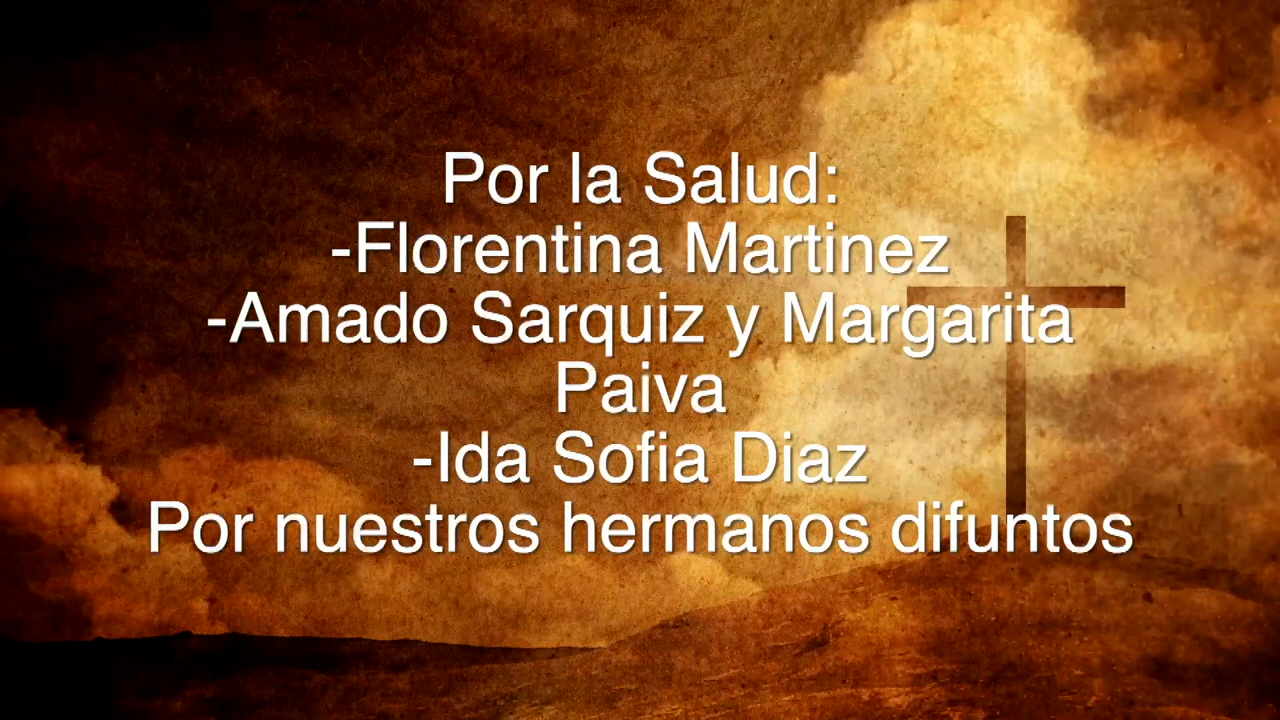 Por la Salud:
-Florentina Martinez
-Amado Sarquiz y Margarita
Paiva
-Ida Sofia Diaz
Por nuestros hermanos difuntos